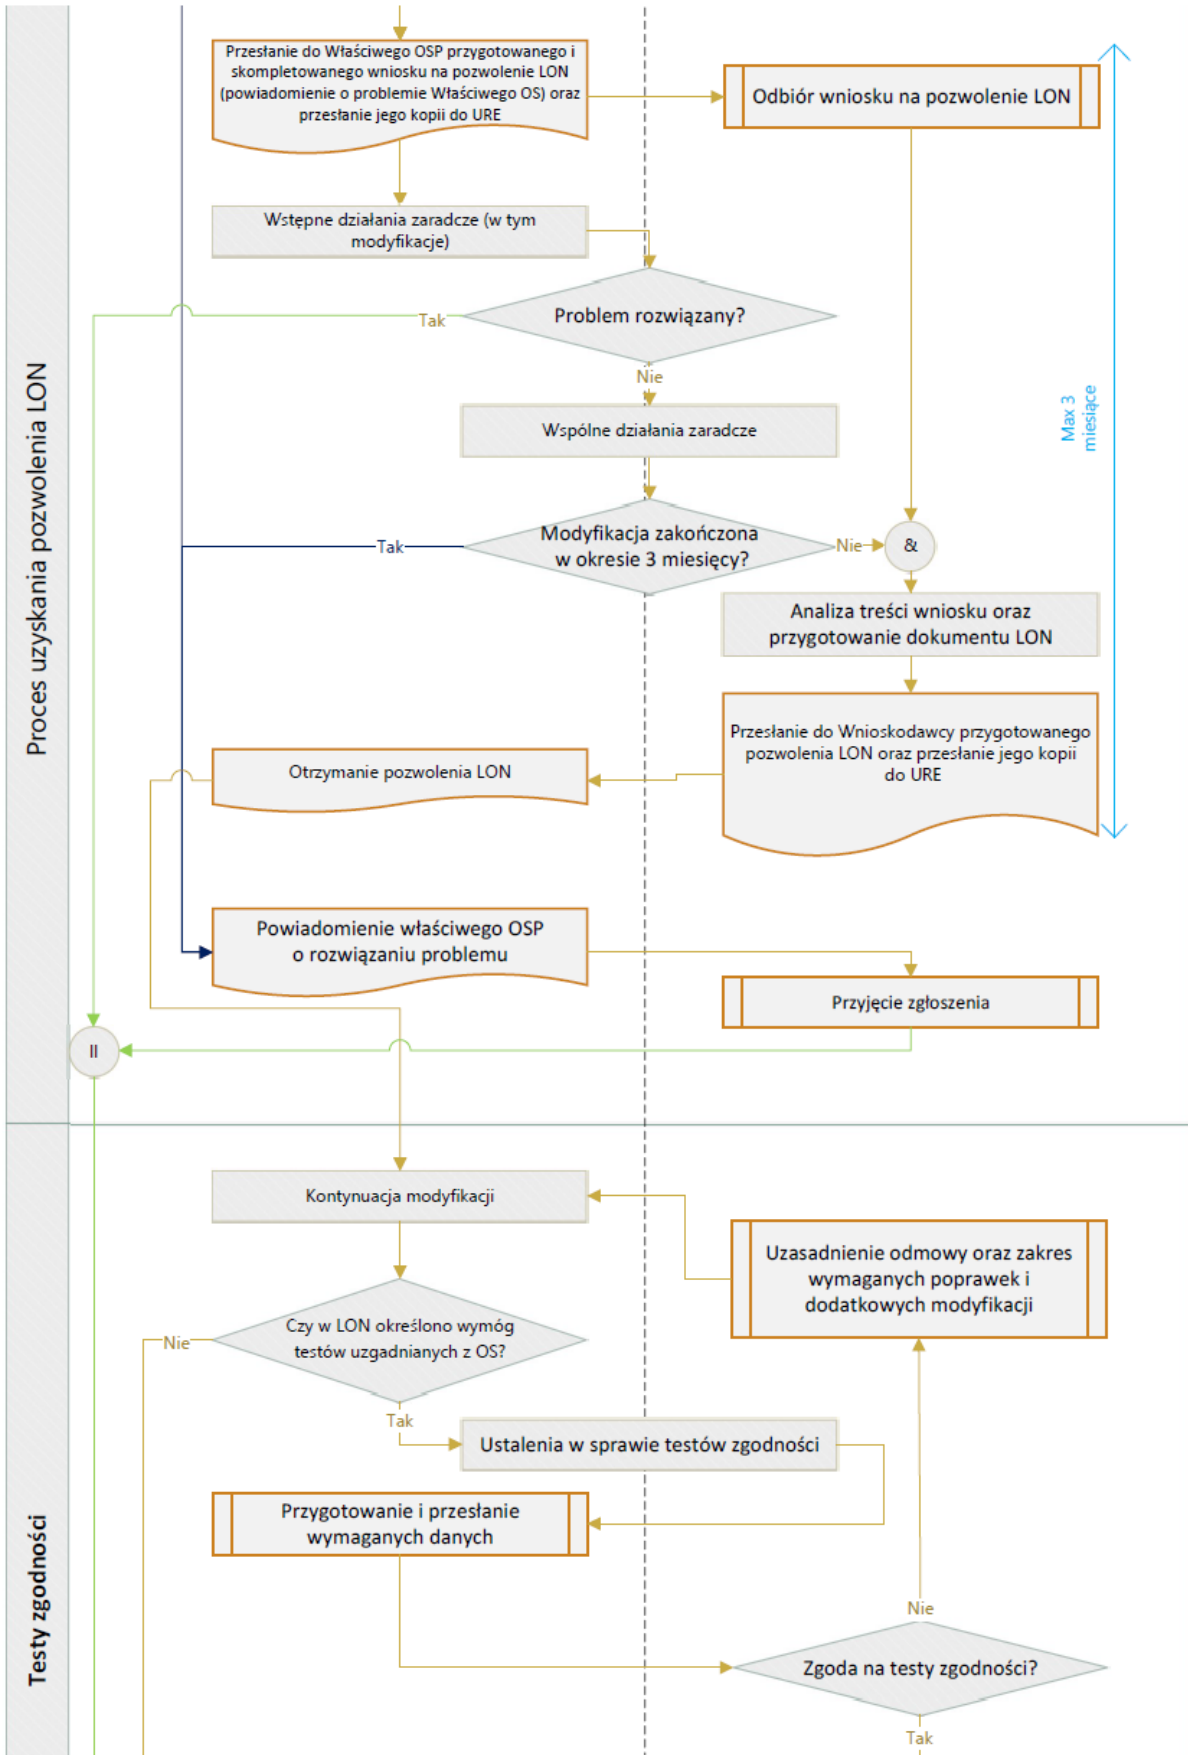 Proces uzyskania pozwolenia LON
Przesłanie do Właściwego OSP przygotowanego i
skompletowanego wniosku na pozwolenie LON
(powiadomienie o problemie Właściwego OS) oraz
przesłanie jego kopii do URE
Odbiór wniosku na pozwolenie LON
Wstępne działania zaradcze (w tym
modyfikacje)
Problem rozwiązany?
Tak
Nie
Max 3
miesiące
Wspólne działania zaradcze
Modyfikacja zakończona
w okresie 3 miesięcy?
Tak
Nie
&
Analiza treści wniosku oraz
przygotowanie dokumentu LON
Przesłanie do Wnioskodawcy przygotowanego
pozwolenia LON oraz przesłanie jego kopii
do URE
Otrzymanie pozwolenia LON
Powiadomienie właściwego OSP
o rozwiązaniu problemu
Przyjęcie zgłoszenia
II
Testy zgodności
Kontynuacja modyfikacji
Uzasadnienie odmowy oraz zakres
wymaganych poprawek i
dodatkowych modyfikacji
Czy w LON określono wymóg
testów uzgadnianych z OS?
Nie
Tak
Ustalenia w sprawie testów zgodności
Przygotowanie i przesłanie
wymaganych danych
Nie
Zgoda na testy zgodności?
Tak